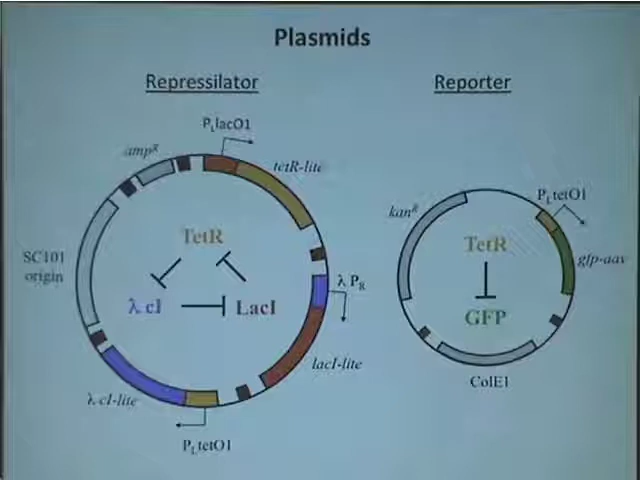 Plasmids
Repressilator
Reporter
PLlacO1
ampR
tetR-lite
SC101
origin
TetR
λ cI
LacI
λ PR
lacI-lite
λ cI-lite
PLtetO1
kanR
PLtetO1
TetR
GFP
gfp-aav
ColE1